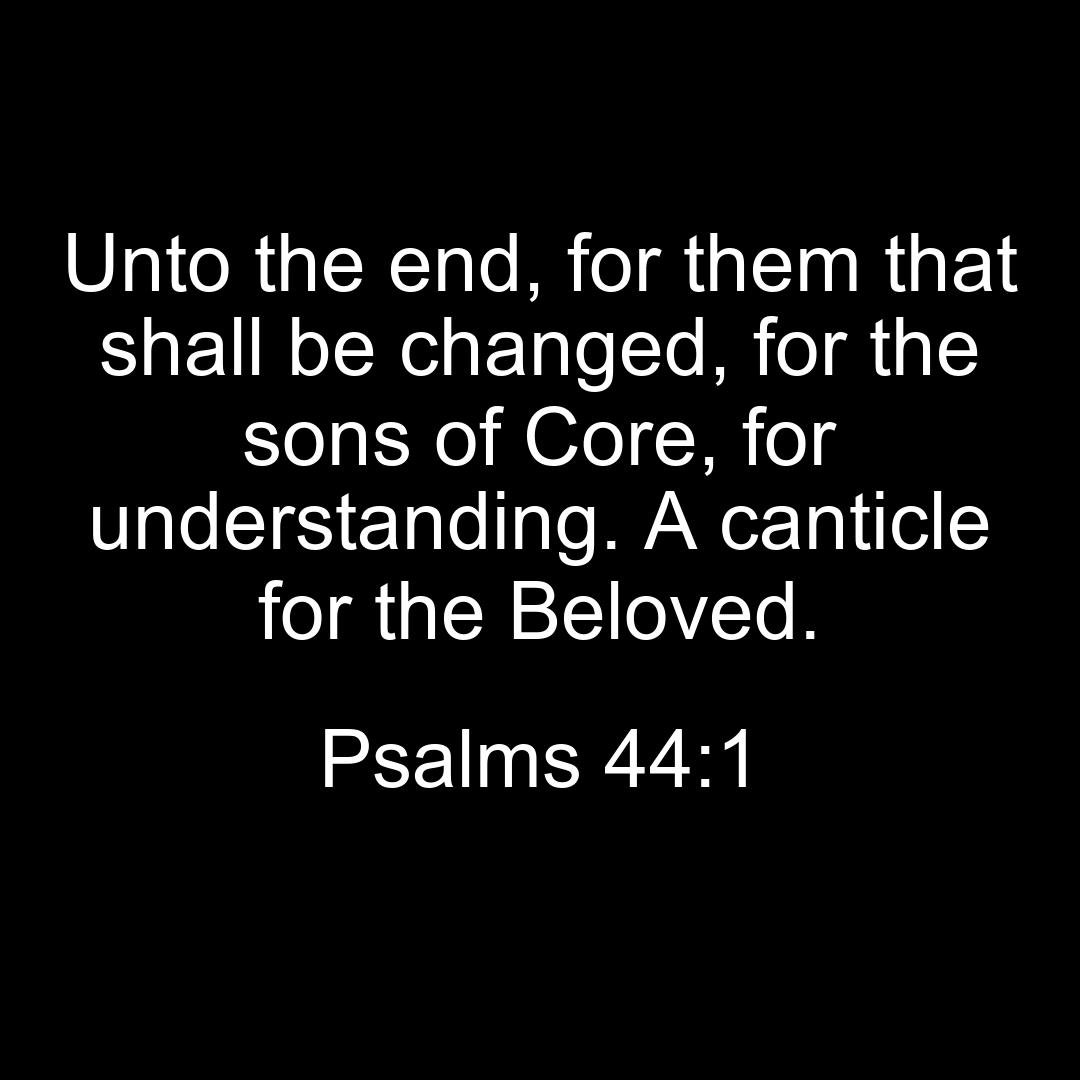 Unto the end, for them that
shall be changed, for the
sons of Core, for
understanding. A canticle
for the Beloved.
Psalms 44:1